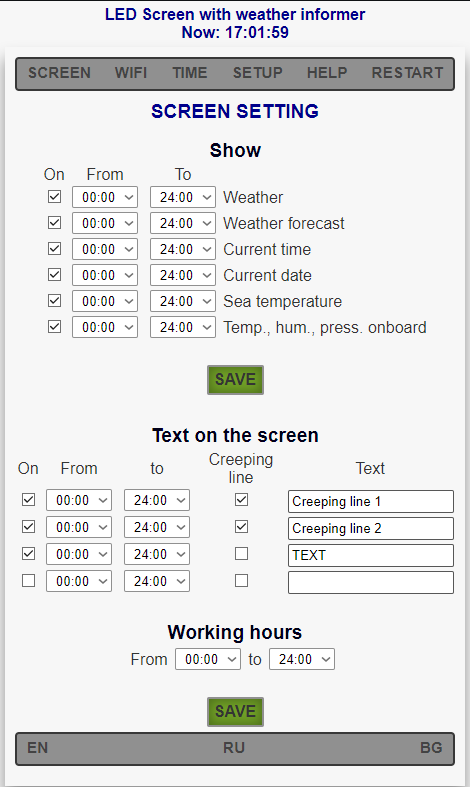 LED Screen with weather informer
Now: 17:01:59
SCREEN WIFI TIME SETUP HELP RESTART
SCREEN SETTING
Show
On From To
00:00 24:00 Weather
00:00 24:00 Weather forecast
00:00 24:00 Current time
00:00 24:00 Current date
00:00 24:00 Sea temperature
00:00 24:00 Temp., hum., press. onboard
SAVE
Text on the screen
On From to Creeping line Text
00:00 24:00 Creeping line 1
00:00 24:00 Creeping line 2
00:00 24:00 TEXT
00:00 24:00
Working hours
From 00:00 to 24:00
SAVE
EN RU BG